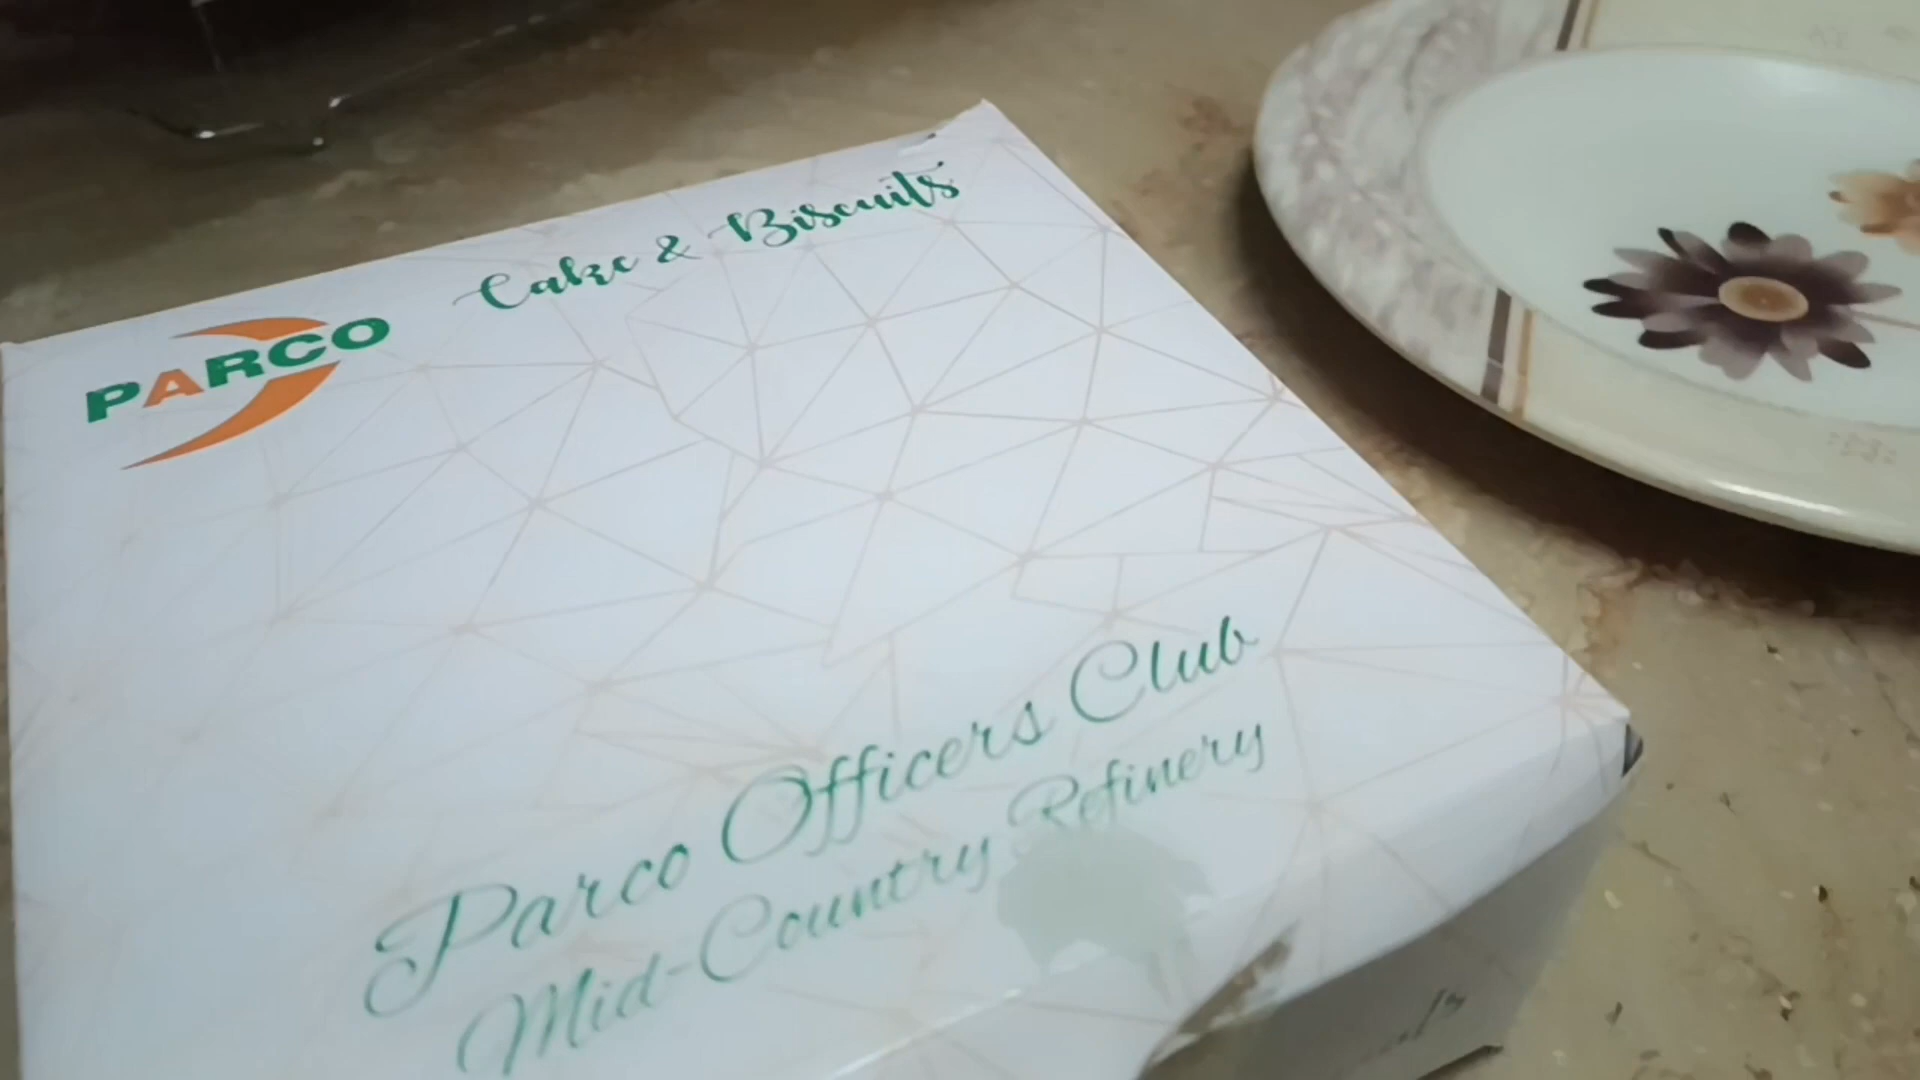 Cake & Biscuits
PARCO
Parco Officers Club
Mid-Country Refinery